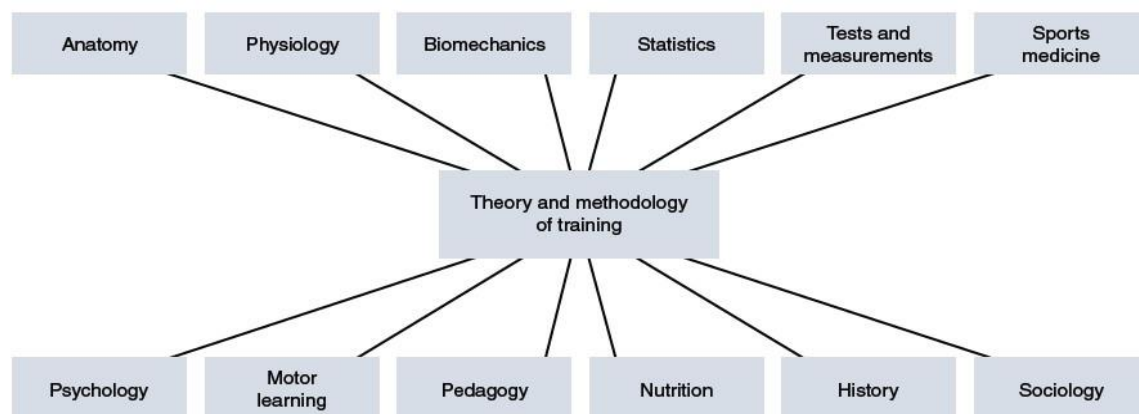 Anatomy
Physiology
Biomechanics
Statistics
Tests and
measurements
Sports
medicine
Theory and methodology
of training
Psychology
Motor
learning
Pedagogy
Nutrition
History
Sociology